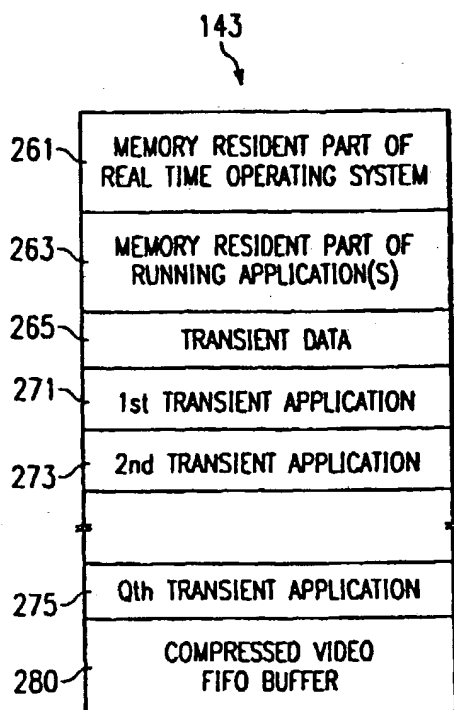 143
261
MEMORY RESIDENT PART OF
REAL TIME OPERATING SYSTEM
263
MEMORY RESIDENT PART OF
RUNNING APPLICATION(S)
265
TRANSIENT DATA
271
1st TRANSIENT APPLICATION
273
2nd TRANSIENT APPLICATION
275
Qth TRANSIENT APPLICATION
280
COMPRESSED VIDEO
FIFO BUFFER